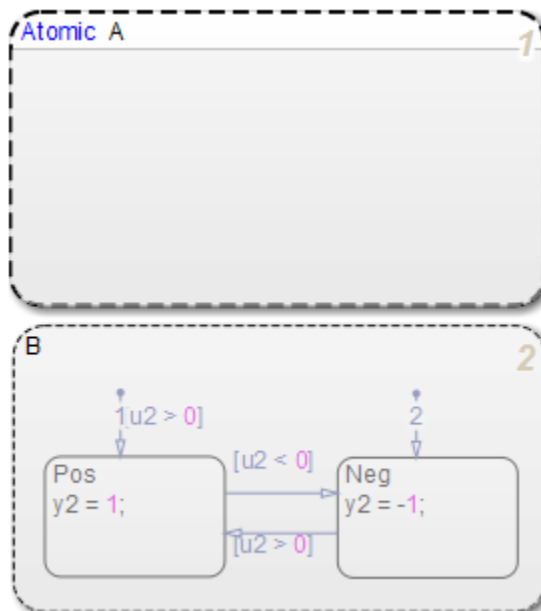 Atomic A
1
B
2
1[u2 > 0]
2
[u2 < 0]
Pos
y2 = 1;
Neg
y2 = -1;
[u2 > 0]